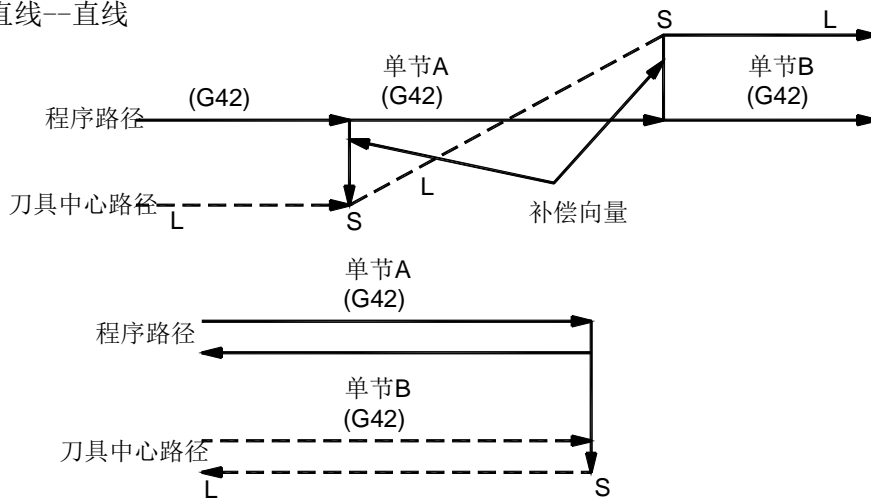 直线--直线
S
L
单节A
单节B
(G42)
(G42)
(G42)
程序路径
L
刀具中心路径
L
S
补偿向量
单节A
(G42)
程序路径
单节B
(G42)
刀具中心路径
L
S